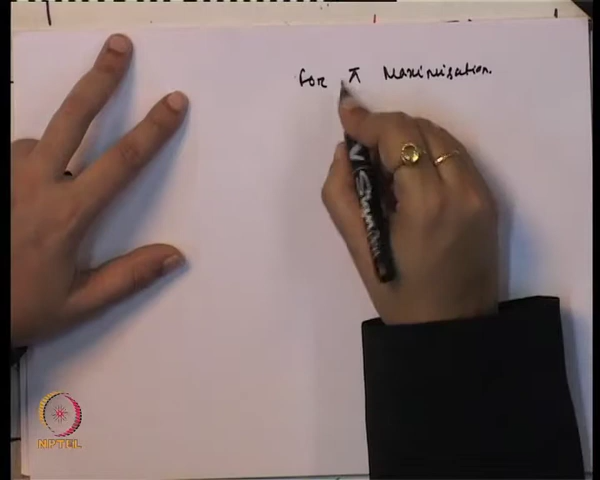 For π Maximisation.
NPTEL